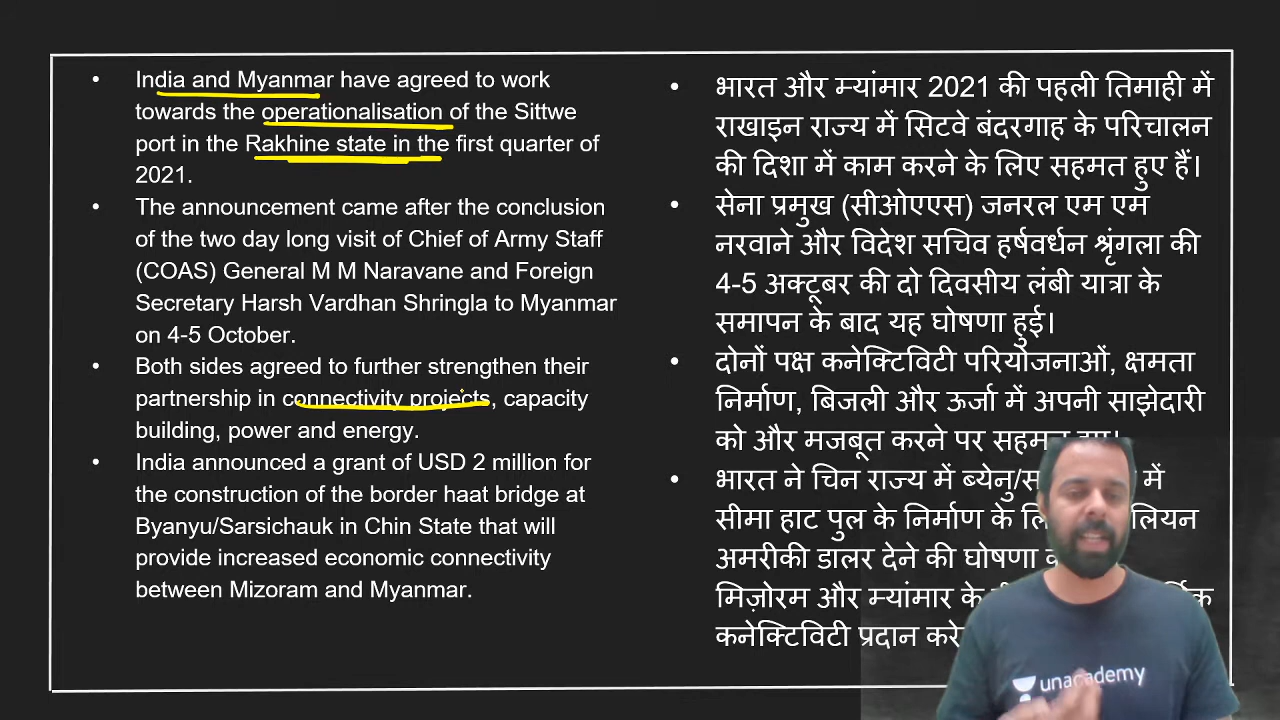 • India and Myanmar have agreed to work
towards the operationalisation of the Sittwe
port in the Rakhine state in the first quarter of
2021.
• The announcement came after the conclusion
of the two day long visit of Chief of Army Staff
(COAS) General M M Naravane and Foreign
Secretary Harsh Vardhan Shringla to Myanmar
on 4-5 October.
• Both sides agreed to further strengthen their
partnership in connectivity projects, capacity
building, power and energy.
• India announced a grant of USD 2 million for
the construction of the border haat bridge at
Byanyu/Sarsichauk in Chin State that will
provide increased economic connectivity
between Mizoram and Myanmar.
• भारत और म्यांमार 2021 की पहली तिमाही में
राखाइन राज्य में सिटवे बंदरगाह के परिचालन
की दिशा में काम करने के लिए सहमत हुए हैं।
• सेना प्रमुख (सीओएएस) जनरल एम एम
नरवाने और विदेश सचिव हर्षवर्धन श्रृंगला की
4-5 अक्टूबर की दो दिवसीय लंबी यात्रा के
समापन के बाद यह घोषणा हुई।
• दोनों पक्ष कनेक्टिविटी परियोजनाओं, क्षमता
निर्माण, बिजली और ऊर्जा में अपनी साझेदारी
को और मजबूत करने पर सहमत
• भारत ने चिन राज्य में ब्येनु/ में
सीमा हाट पुल के निर्माण के
अमरीकी डालर देने की घोषणा
मिज़ोरम और म्यांमार के
कनेक्टिविटी प्रदान
unacademy